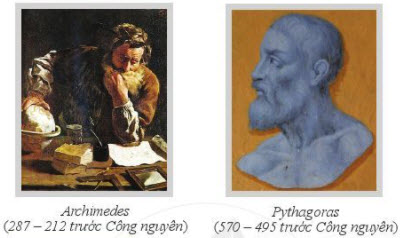 Archimedes
(287 – 212 trước Công nguyên)
Pythagoras
(570 – 495 trước Công nguyên)